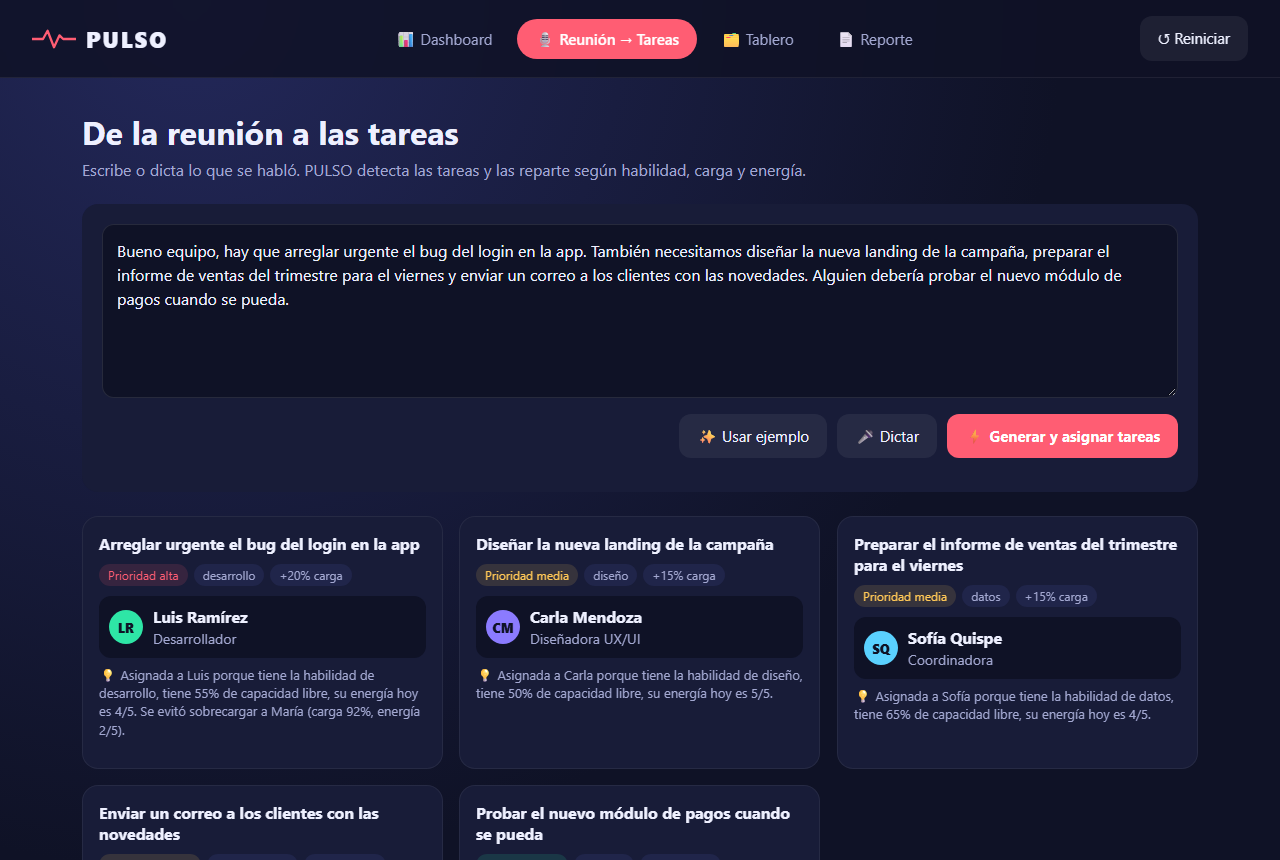 PULSO
Dashboard
Reunión → Tareas
Tablero
Reporte
↺ Reiniciar
De la reunión a las tareas
Escribe o dicta lo que se habló. PULSO detecta las tareas y las reparte según habilidad, carga y energía.
Bueno equipo, hay que arreglar urgente el bug del login en la app. También necesitamos diseñar la nueva landing de la campaña, preparar el
informe de ventas del trimestre para el viernes y enviar un correo a los clientes con las novedades. Alguien debería probar el nuevo módulo de
pagos cuando se pueda.
Usar ejemplo
Dictar
Generar y asignar tareas
Arreglar urgente el bug del login en la app
Prioridad alta
desarrollo
+20% carga
LR
Luis Ramírez
Desarrollador
Asignada a Luis porque tiene la habilidad de
desarrollo, tiene 55% de capacidad libre, su energía hoy
es 4/5. Se evitó sobrecargar a María (carga 92%, energía
2/5).
Diseñar la nueva landing de la campaña
Prioridad media
diseño
+15% carga
CM
Carla Mendoza
Diseñadora UX/UI
Asignada a Carla porque tiene la habilidad de diseño,
tiene 50% de capacidad libre, su energía hoy es 5/5.
Preparar el informe de ventas del trimestre
para el viernes
Prioridad media
datos
+15% carga
SQ
Sofía Quispe
Coordinadora
Asignada a Sofía porque tiene la habilidad de datos,
tiene 65% de capacidad libre, su energía hoy es 4/5.
Enviar un correo a los clientes con las
novedades
Probar el nuevo módulo de pagos cuando
se pueda